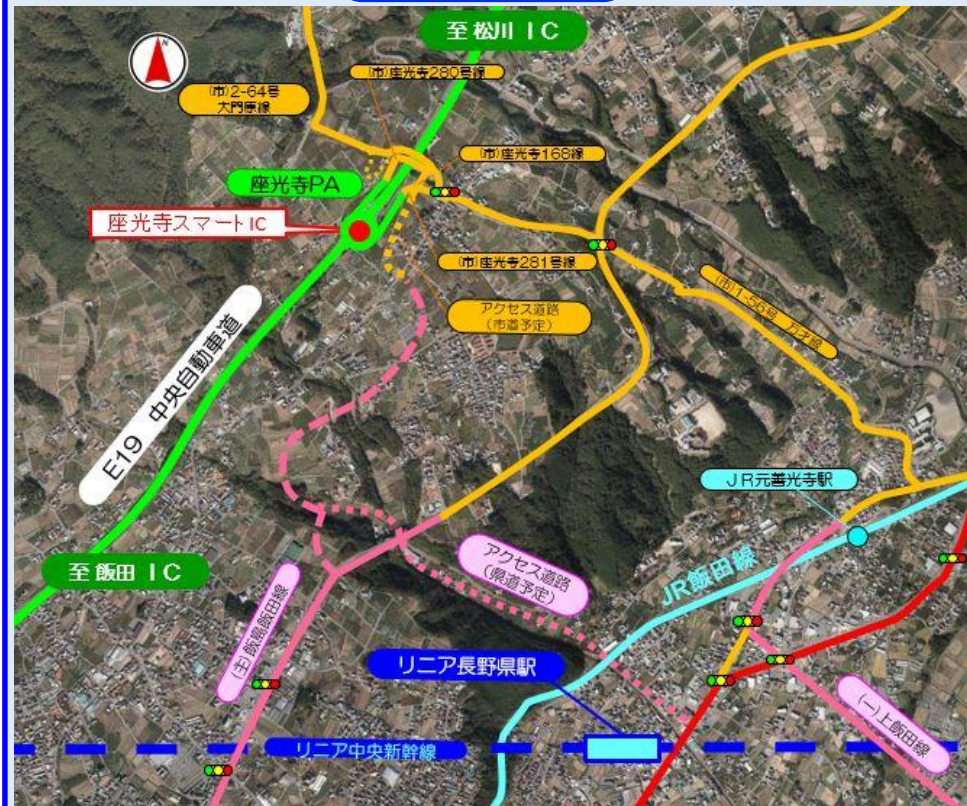 至 松川 IC
N
(市)座光寺280号線
(市)2-64号
大門原線
(市)座光寺168線
座光寺PA
座光寺スマートIC
(市)座光寺281号線
(市)1-56号 万才線
アクセス道路
(市道予定)
E19 中央自動車道
JR元善光寺駅
至 飯田 IC
アクセス道路
(県道予定)
JR飯田線
(主)飯島飯田線
リニア長野県駅
(一)上飯田線
リニア中央新幹線